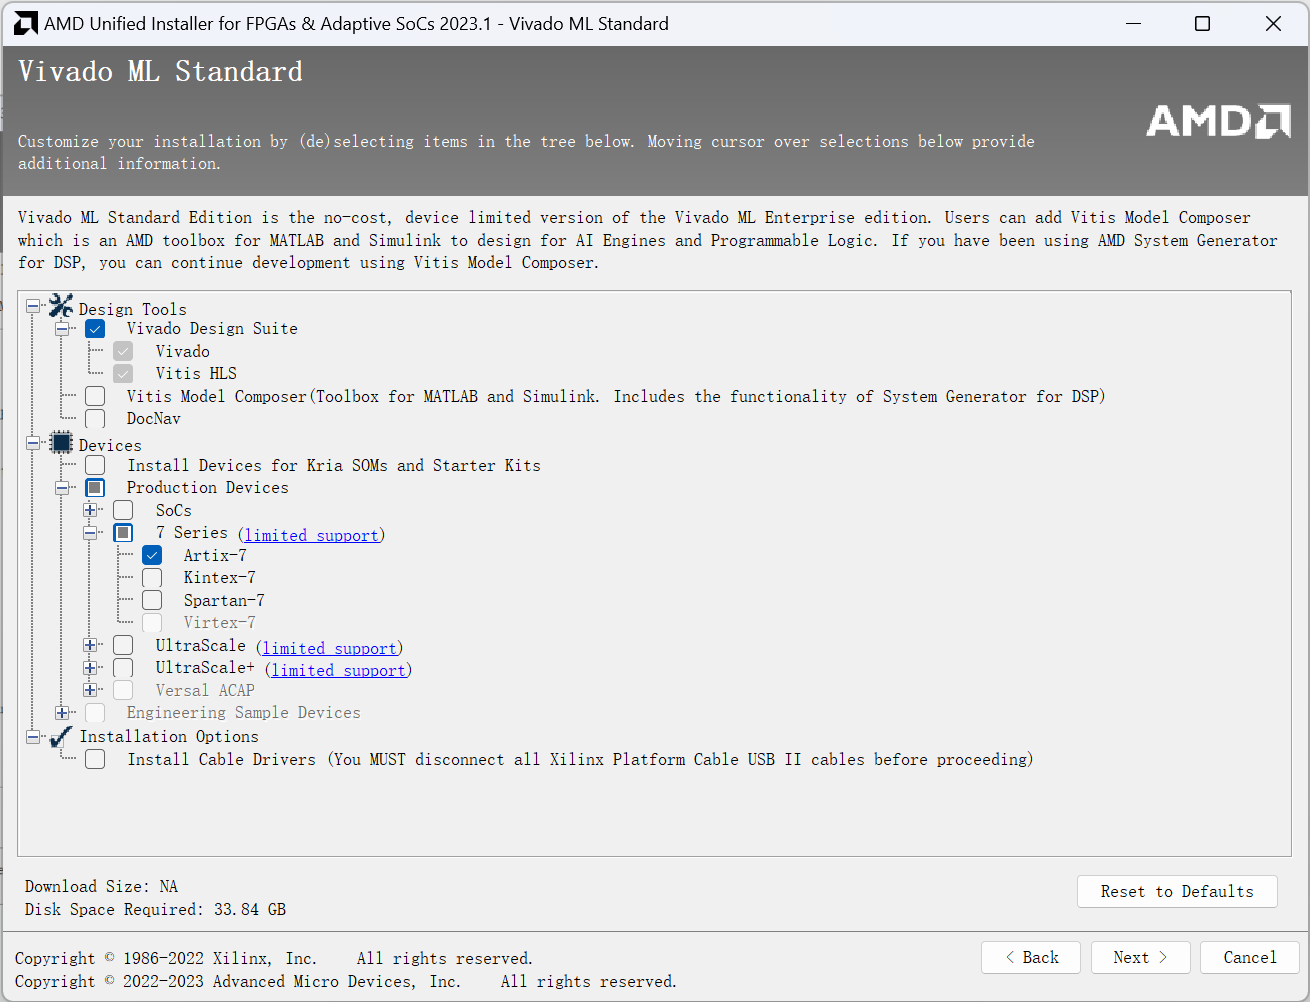 AMD Unified Installer for FPGAs & Adaptive SoCs 2023.1 - Vivado ML Standard
Vivado ML Standard
AMD
Customize your installation by (de)selecting items in the tree below. Moving cursor over selections below provide
additional information.
Vivado ML Standard Edition is the no-cost, device limited version of the Vivado ML Enterprise edition. Users can add Vitis Model Composer
which is an AMD toolbox for MATLAB and Simulink to design for AI Engines and Programmable Logic. If you have been using AMD System Generator
for DSP, you can continue development using Vitis Model Composer.
Design Tools
Vivado Design Suite
Vivado
Vitis HLS
Vitis Model Composer(Toolbox for MATLAB and Simulink. Includes the functionality of System Generator for DSP)
DocNav
Devices
Install Devices for Kria SOMs and Starter Kits
Production Devices
SoCs
7 Series (limited support)
Artix-7
Kintex-7
Spartan-7
Virtex-7
UltraScale (limited support)
UltraScale+ (limited support)
Versal ACAP
Engineering Sample Devices
Installation Options
Install Cable Drivers (You MUST disconnect all Xilinx Platform Cable USB II cables before proceeding)
Download Size: NA
Disk Space Required: 33.84 GB
Reset to Defaults
Copyright © 1986-2022 Xilinx, Inc. All rights reserved.
Copyright © 2022-2023 Advanced Micro Devices, Inc. All rights reserved.
< Back
Next >
Cancel